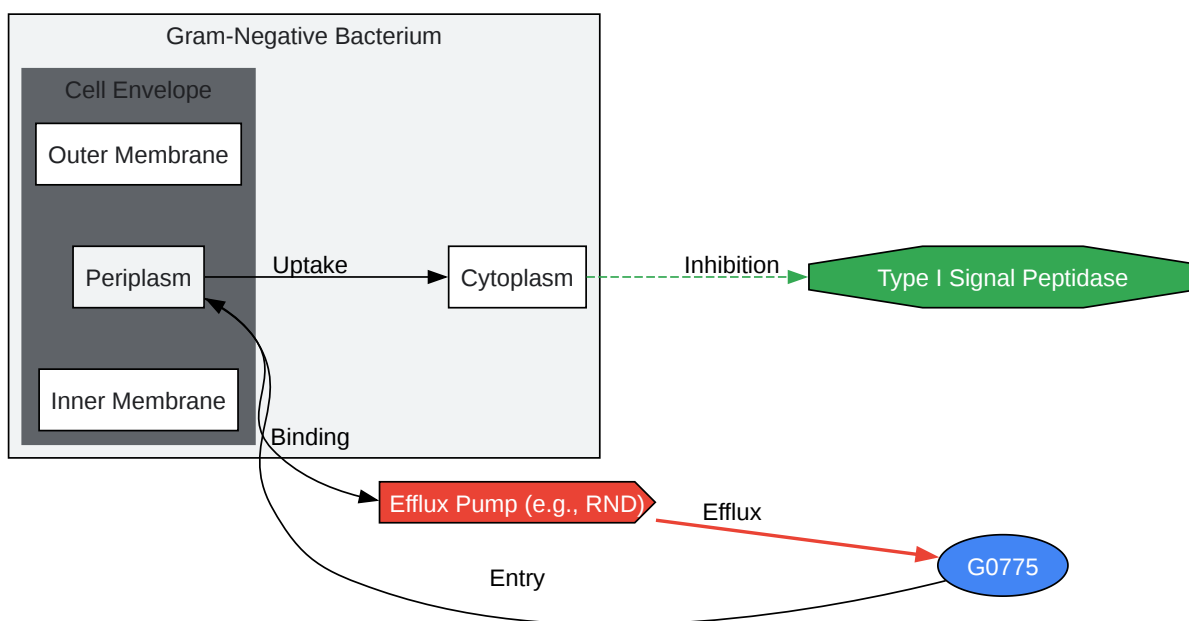 Gram-Negative Bacterium
Cell Envelope
Outer Membrane
Periplasm
Uptake
Cytoplasm
Inhibition
Type I Signal Peptidase
Inner Membrane
Binding
Efflux Pump (e.g., RND)
Efflux
G0775
Entry